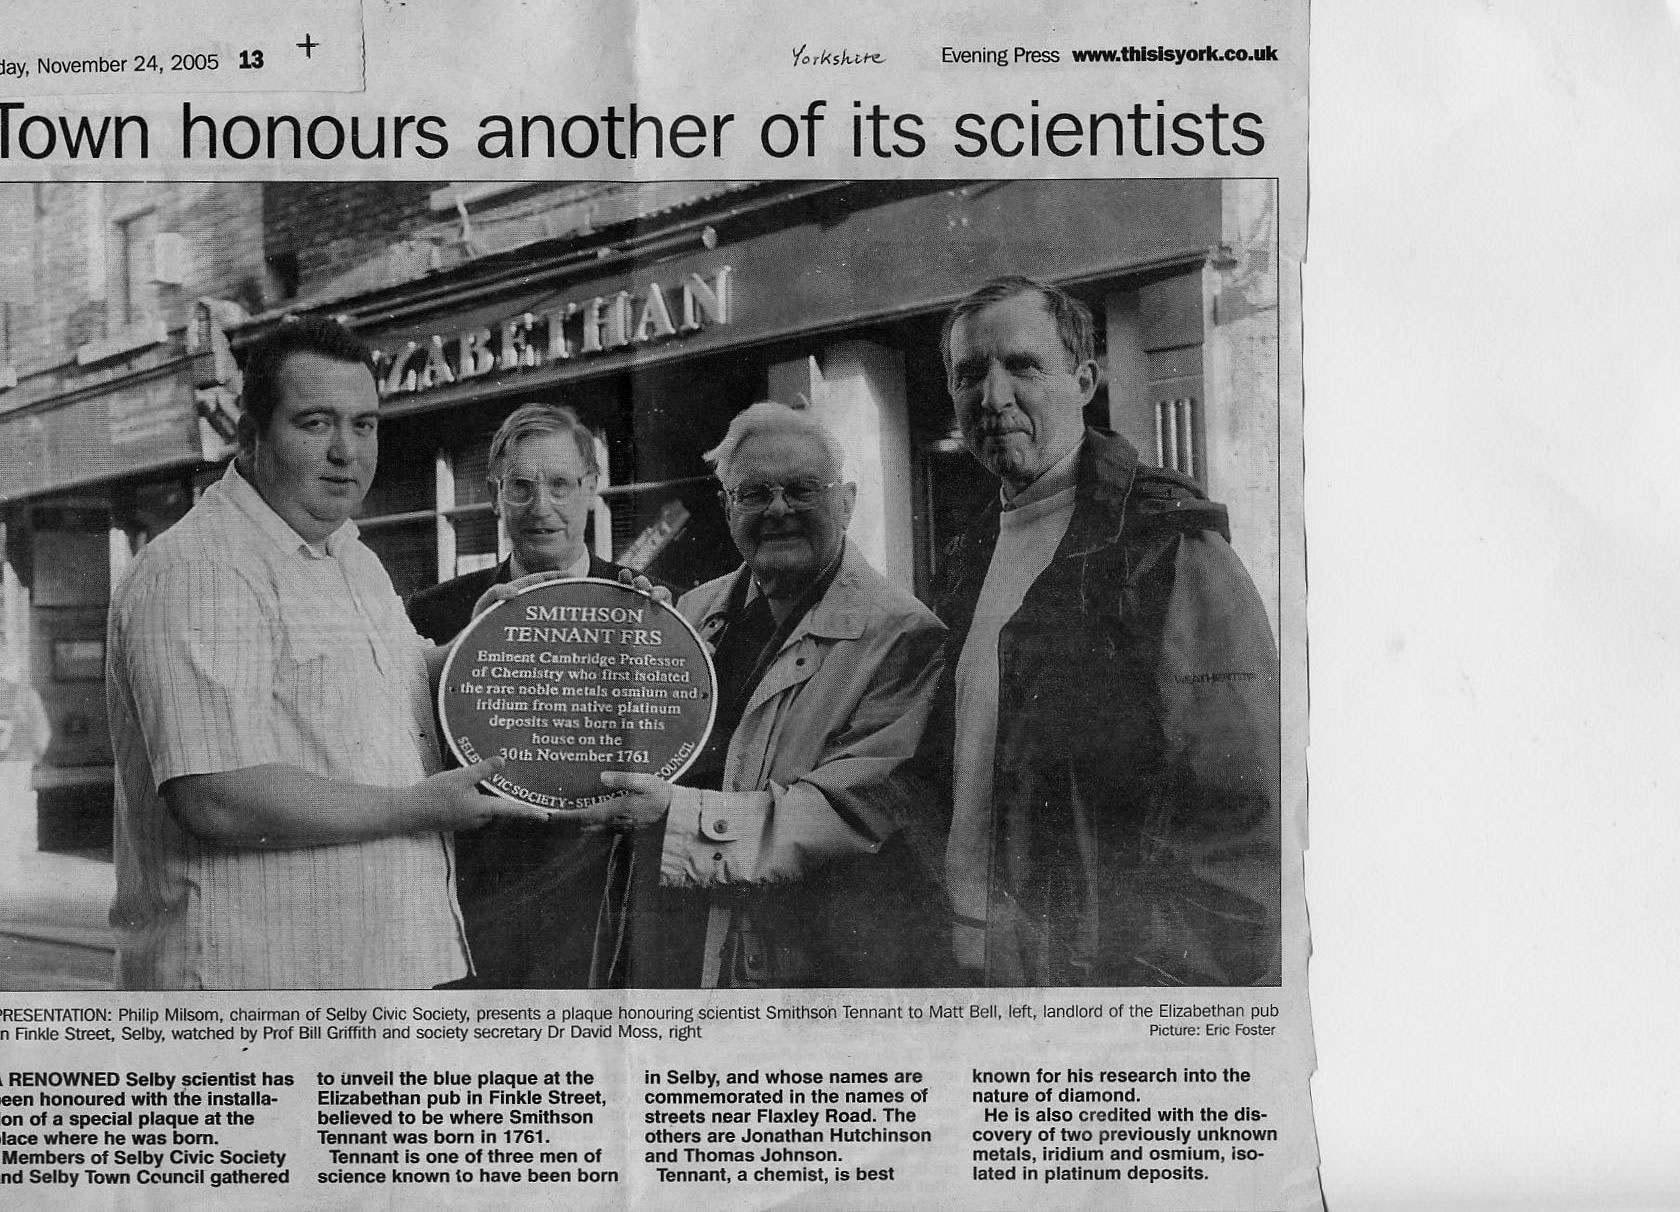 day, November 24, 2005 13
+
Yorkshire
Evening Press www.thisisyork.co.uk
Town honours another of its scientists
ZABETHAN
SMITHSON
TENNANT FRS
Eminent Cambridge Professor
of Chemistry who first isolated
the rare noble metals osmium and
iridium from native platinum
deposits was born in this
house on the
30th November 1761
SELB VIC SOCIETY - SELBY T COUNCIL
PRESENTATION: Philip Milsom, chairman of Selby Civic Society, presents a plaque honouring scientist Smithson Tennant to Matt Bell, left, landlord of the Elizabethan pub
n Finkle Street, Selby, watched by Prof Bill Griffith and society secretary Dr David Moss, right
Picture: Eric Foster
A RENOWNED Selby scientist has
een honoured with the installa-
on of a special plaque at the
lace where he was born.
Members of Selby Civic Society
nd Selby Town Council gathered
to unveil the blue plaque at the
Elizabethan pub in Finkle Street,
believed to be where Smithson
Tennant was born in 1761.
Tennant is one of three men of
science known to have been born
in Selby, and whose names are
commemorated in the names of
streets near Flaxley Road. The
others are Jonathan Hutchinson
and Thomas Johnson.
Tennant, a chemist, is best
known for his research into the
nature of diamond.
He is also credited with the dis-
covery of two previously unknown
metals, iridium and osmium, iso-
lated in platinum deposits.